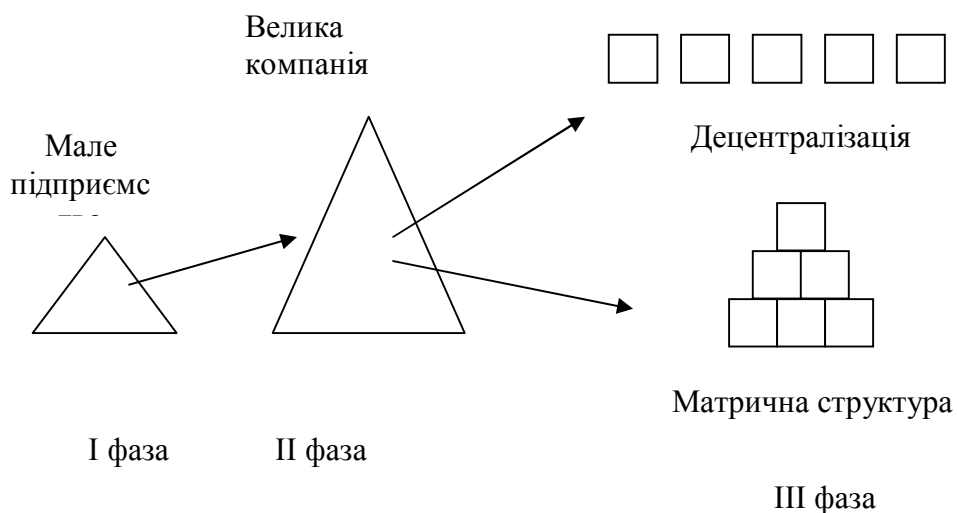 Велика
компанія
Мале
підприємс
Децентралізація
Матрична структура
І фаза
ІІ фаза
ІІІ фаза